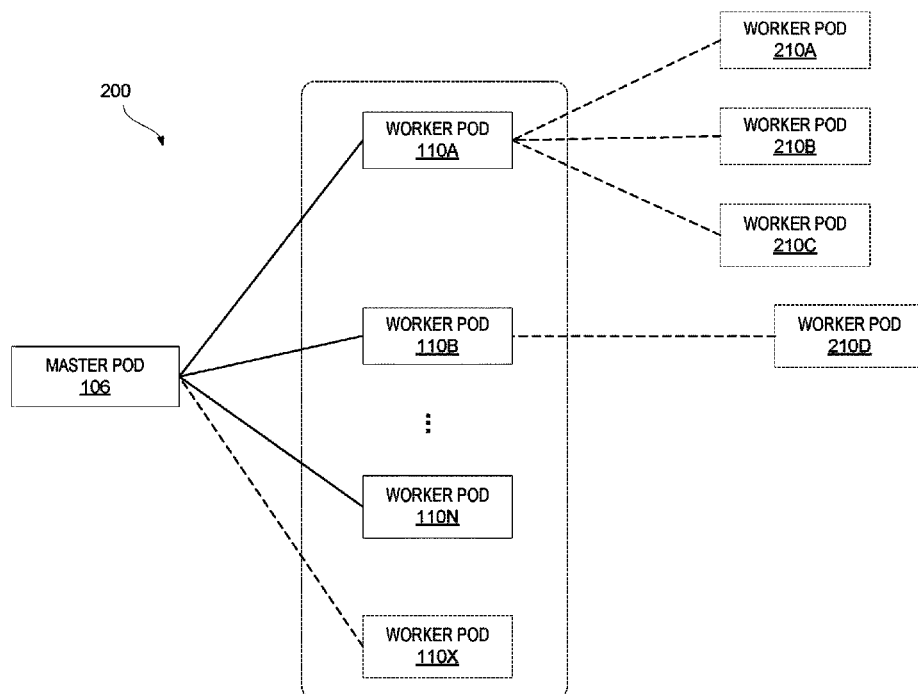 200
MASTER POD
106
WORKER POD
110A
WORKER POD
110B
...
WORKER POD
110N
WORKER POD
110X
WORKER POD
210A
WORKER POD
210B
WORKER POD
210C
WORKER POD
210D